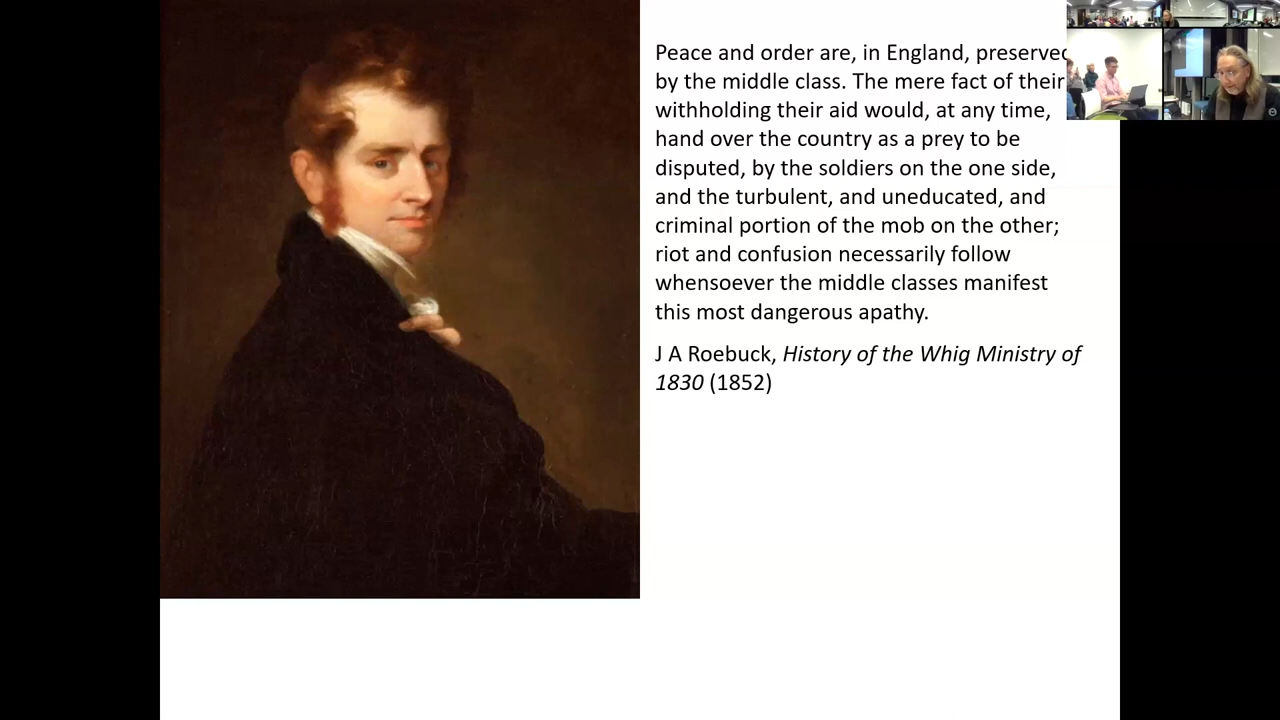 Peace and order are, in England, preserved
by the middle class. The mere fact of their
withholding their aid would, at any time,
hand over the country as a prey to be
disputed, by the soldiers on the one side,
and the turbulent, and uneducated, and
criminal portion of the mob on the other;
riot and confusion necessarily follow
whensoever the middle classes manifest
this most dangerous apathy.
J A Roebuck, History of the Whig Ministry of
1830 (1852)